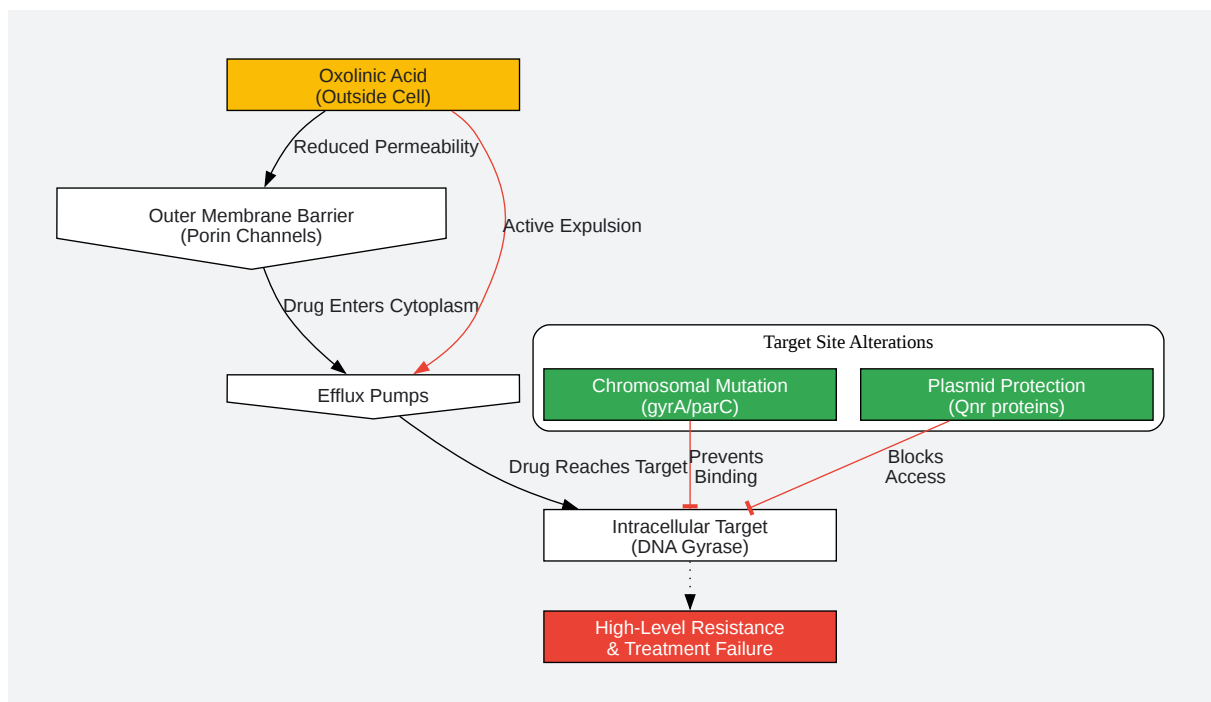 Oxolinic Acid
(Outside Cell)
Reduced Permeability
Outer Membrane Barrier
(Porin Channels)
Active Expulsion
Drug Enters Cytoplasm
Target Site Alterations
Efflux Pumps
Chromosomal Mutation
(gyrA/parC)
Plasmid Protection
(Qnr proteins)
Drug Reaches Target
Prevents
Binding
Blocks
Access
Intracellular Target
(DNA Gyrase)
High-Level Resistance
& Treatment Failure